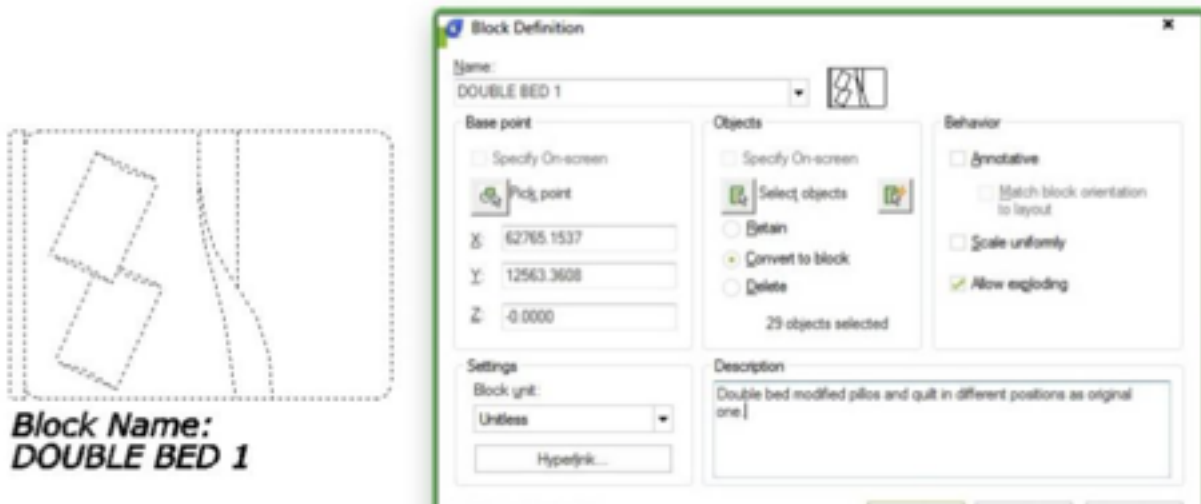 Block Definition
Name:
DOUBLE BED 1
Base point
Specify On-screen
Pick point
X: 62765.1537
Y: 12563.3608
Z: -0.0000
Objects
Specify On-screen
Select objects
Retain
Convert to block
Delete
29 objects selected
Behavior
Annotative
Match block orientation
to layout
Scale uniformly
Allow exploding
Settings
Block unit:
Unitless
Hyperlink...
Description
Double bed modified pillos and quilt in different positions as original
one.
Block Name:
DOUBLE BED 1